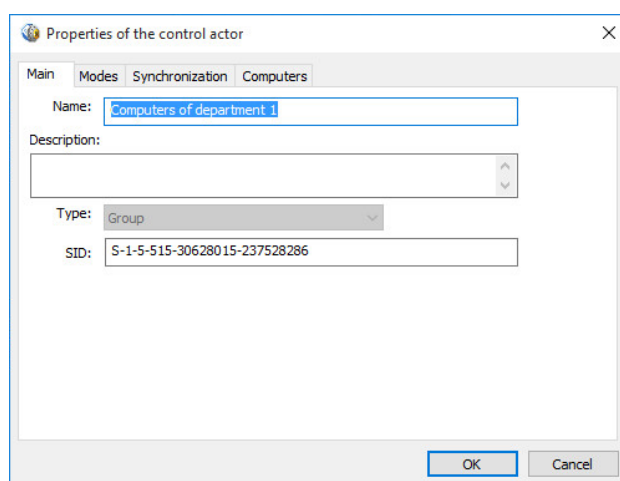 Properties of the control actor
Main Modes Synchronization Computers
Name: Computers of department 1
Description:
Type: Group
SID: S-1-5-515-30628015-237528286
OK Cancel